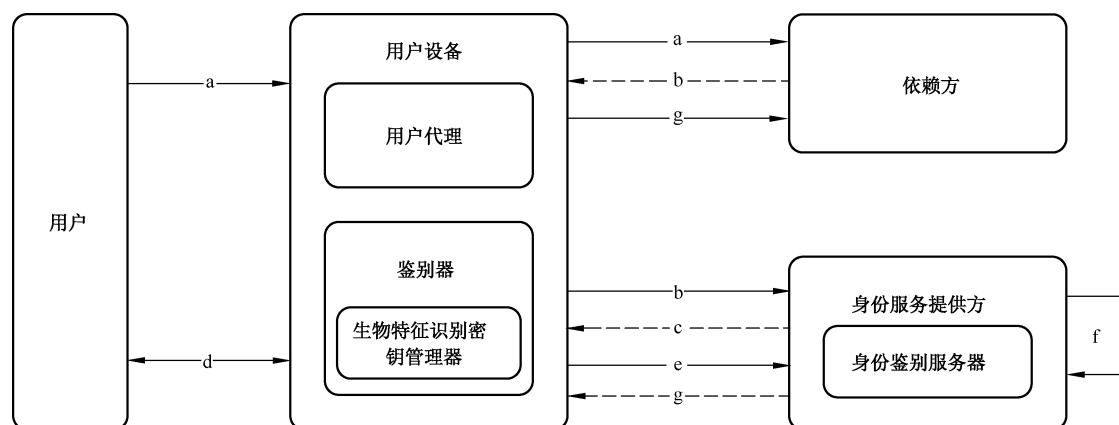 用户
a
d
用户设备
用户代理
鉴别器
生物特征识别密
钥管理器
a
b
g
依赖方
b
c
e
g
身份服务提供方
身份鉴别服务器
f